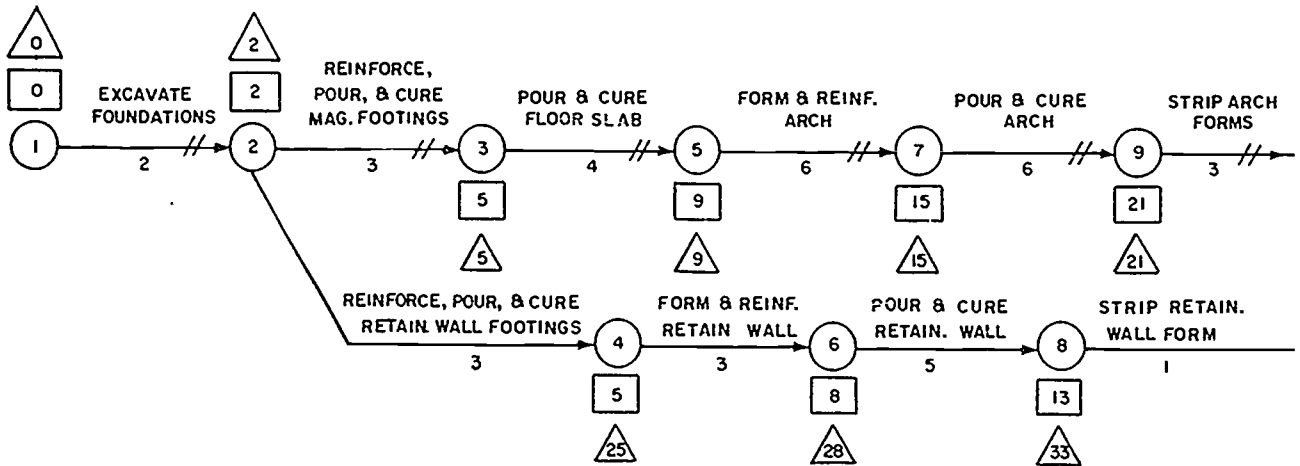 0
2
0
2
EXCAVATE
FOUNDATIONS
REINFORCE,
POUR, & CURE
MAG. FOOTINGS
POUR & CURE
FLOOR SLAB
FORM & REINF.
ARCH
POUR & CURE
ARCH
STRIP ARCH
FORMS
1
2
2
3
3
4
5
6
7
6
9
3
5
9
15
21
5
9
15
21
REINFORCE, POUR, & CURE
RETAIN. WALL FOOTINGS
FORM & REINF.
RETAIN WALL
POUR & CURE
RETAIN. WALL
STRIP RETAIN.
WALL FORM
3
4
3
6
5
8
1
5
8
13
25
28
33